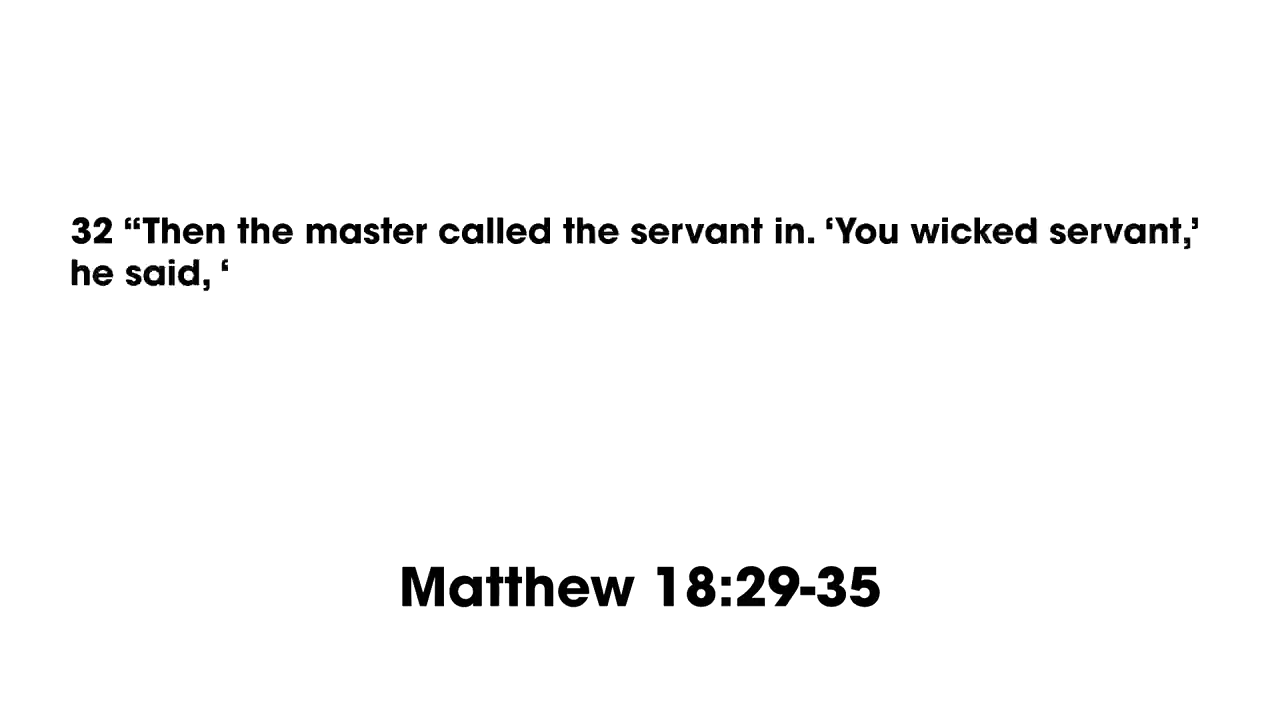 32 “Then the master called the servant in. ‘You wicked servant,’
he said, ‘
Matthew 18:29-35